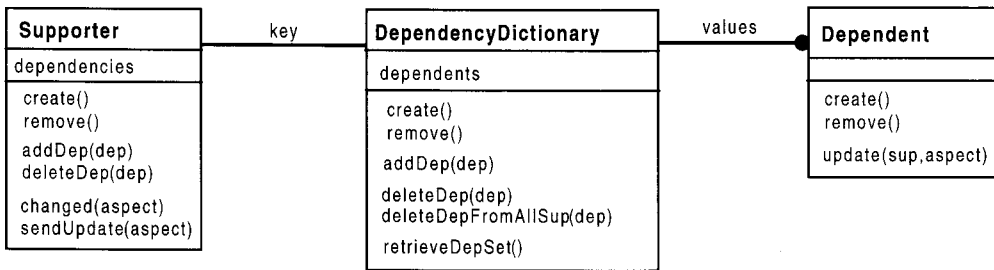 Supporter
dependencies
create()
remove()
addDep(dep)
deleteDep(dep)
changed(aspect)
sendUpdate(aspect)
key
DependencyDictionary
dependents
create()
remove()
addDep(dep)
deleteDep(dep)
deleteDepFromAllSup(dep)
retrieveDepSet()
values
Dependent
create()
remove()
update(sup,aspect)